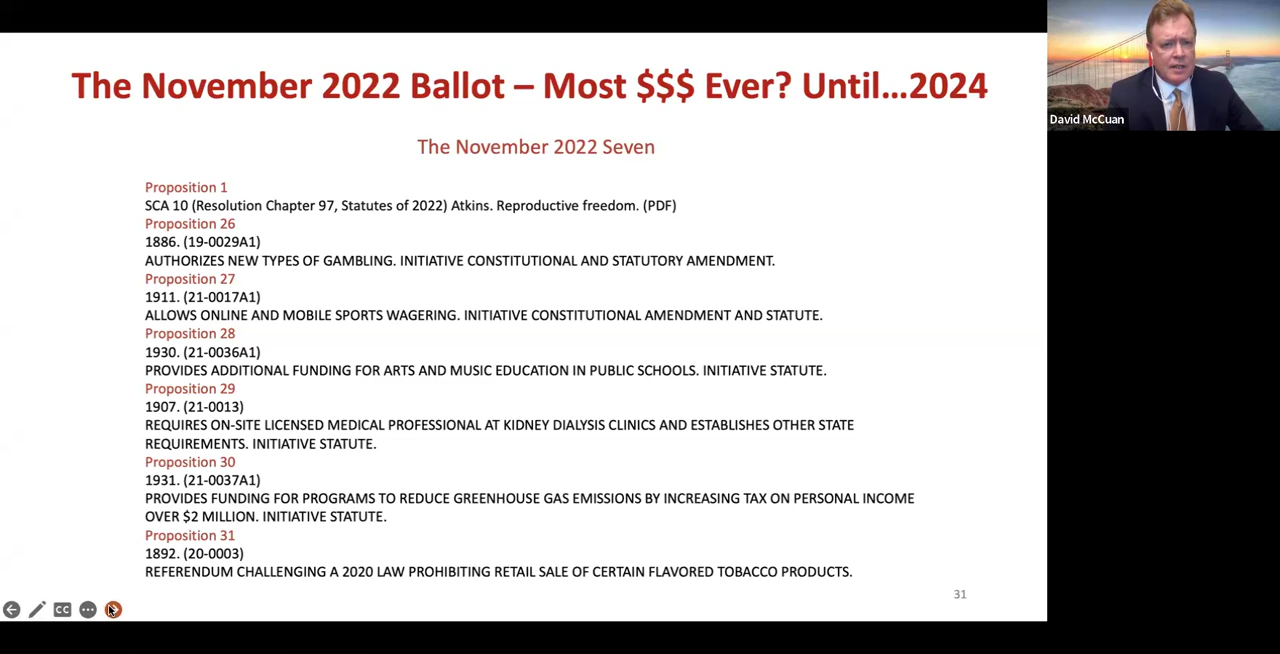 The November 2022 Ballot – Most $$$ Ever? Until…2024
The November 2022 Seven
Proposition 1
SCA 10 (Resolution Chapter 97, Statutes of 2022) Atkins. Reproductive freedom. (PDF)
Proposition 26
1886. (19-0029A1)
AUTHORIZES NEW TYPES OF GAMBLING. INITIATIVE CONSTITUTIONAL AND STATUTORY AMENDMENT.
Proposition 27
1911. (21-0017A1)
ALLOWS ONLINE AND MOBILE SPORTS WAGERING. INITIATIVE CONSTITUTIONAL AMENDMENT AND STATUTE.
Proposition 28
1930. (21-0036A1)
PROVIDES ADDITIONAL FUNDING FOR ARTS AND MUSIC EDUCATION IN PUBLIC SCHOOLS. INITIATIVE STATUTE.
Proposition 29
1907. (21-0013)
REQUIRES ON-SITE LICENSED MEDICAL PROFESSIONAL AT KIDNEY DIALYSIS CLINICS AND ESTABLISHES OTHER STATE
REQUIREMENTS. INITIATIVE STATUTE.
Proposition 30
1931. (21-0037A1)
PROVIDES FUNDING FOR PROGRAMS TO REDUCE GREENHOUSE GAS EMISSIONS BY INCREASING TAX ON PERSONAL INCOME
OVER $2 MILLION. INITIATIVE STATUTE.
Proposition 31
1892. (20-0003)
REFERENDUM CHALLENGING A 2020 LAW PROHIBITING RETAIL SALE OF CERTAIN FLAVORED TOBACCO PRODUCTS.
31
CC
David McCuan